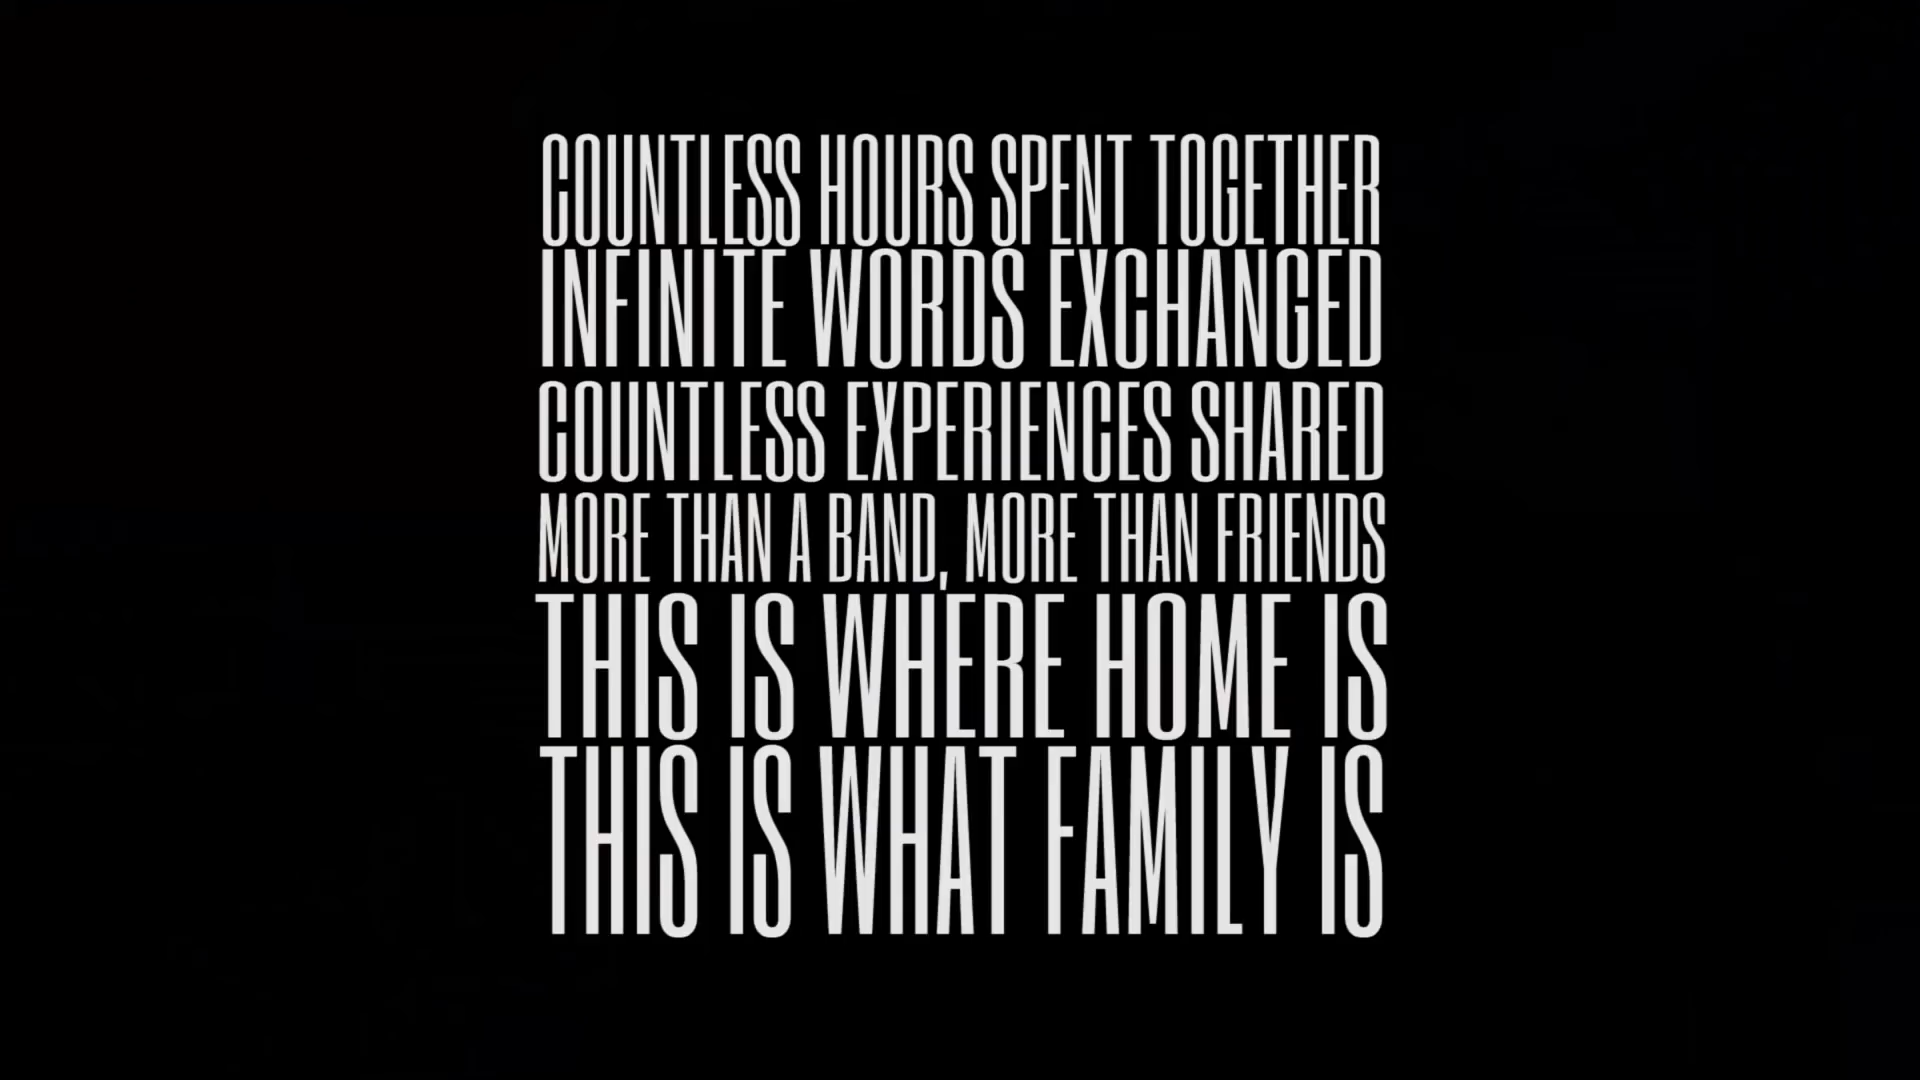 COUNTLESS HOURS SPENT TOGETHER
INFINITE WORDS EXCHANGED
COUNTLESS EXPERIENCES SHARED
MORE THAN A BAND, MORE THAN FRIENDS
THIS IS WHERE HOME IS
THIS IS WHAT FAMILY IS